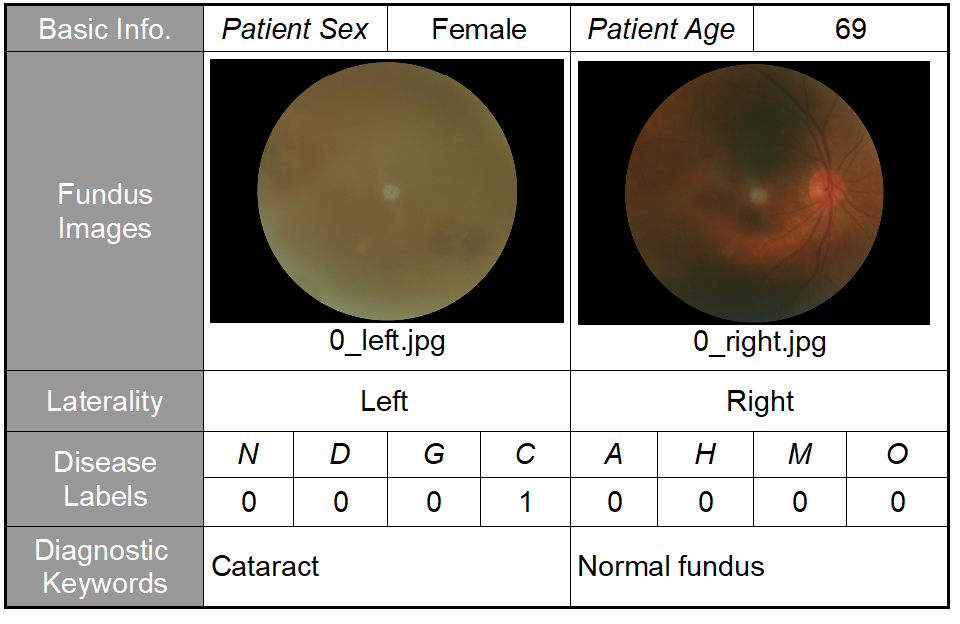 Basic Info. Patient Sex Female Patient Age 69
Fundus
Images
0_left.jpg 0_right.jpg
Laterality Left Right
Disease
Labels
N D G C A H M O
0 0 0 1 0 0 0 0
Diagnostic
Keywords
Cataract Normal fundus